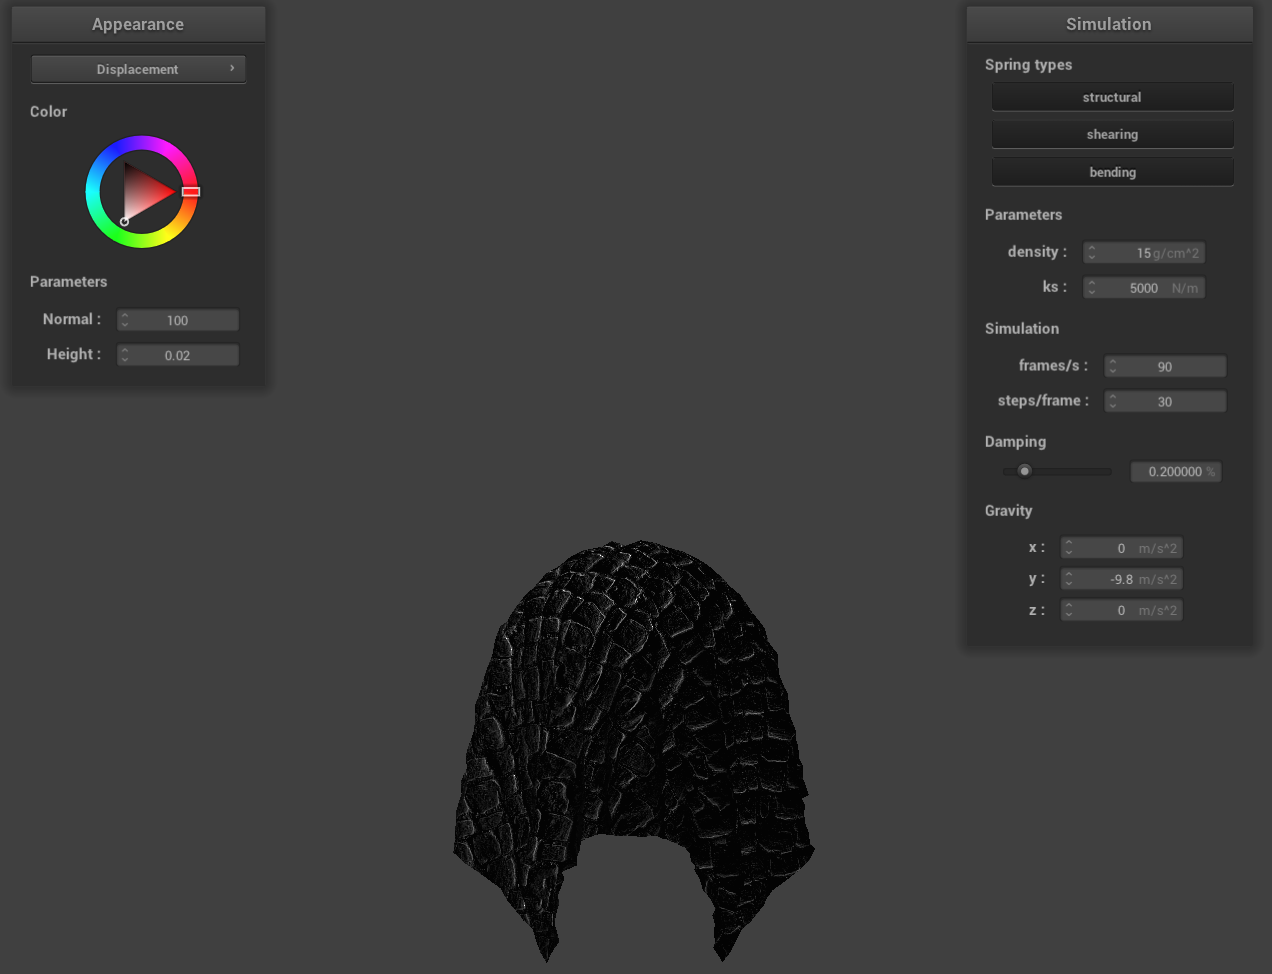 Appearance
Displacement ›
Color
Parameters
Normal : 100
Height : 0.02
Simulation
Spring types
structural
shearing
bending
Parameters
density : 15 g/cm^2
ks : 5000 N/m
Simulation
frames/s : 90
steps/frame : 30
Damping
0.200000 %
Gravity
x : 0 m/s^2
y : -9.8 m/s^2
z : 0 m/s^2